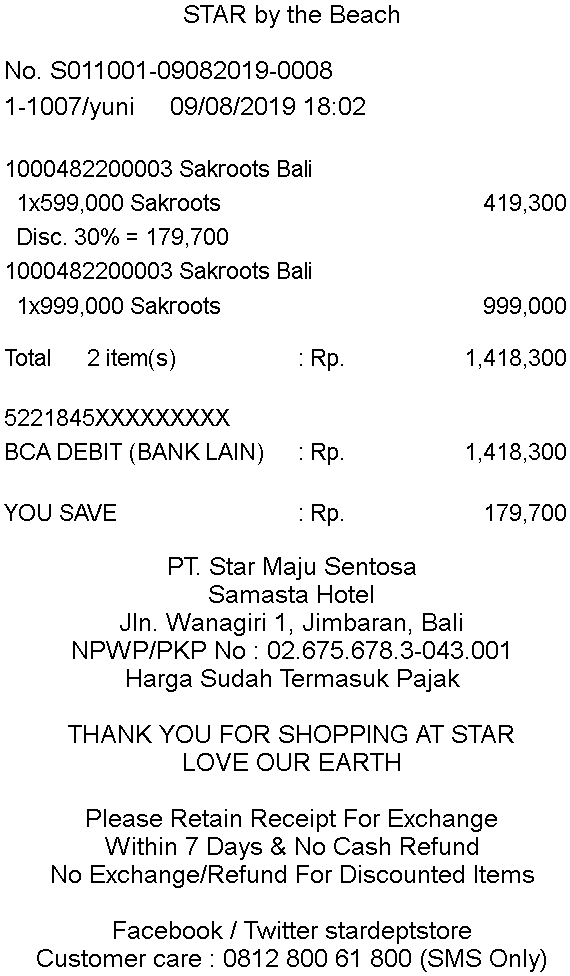 STAR by the Beach
No. S011001-09082019-0008
1-1007/yuni 09/08/2019 18:02
1000482200003 Sakroots Bali
1x599,000 Sakroots 419,300
Disc. 30% = 179,700
1000482200003 Sakroots Bali
1x999,000 Sakroots 999,000
Total 2 item(s) : Rp. 1,418,300
5221845XXXXXXXXX
BCA DEBIT (BANK LAIN) : Rp. 1,418,300
YOU SAVE : Rp. 179,700
PT. Star Maju Sentosa
Samasta Hotel
Jln. Wanagiri 1, Jimbaran, Bali
NPWP/PKP No : 02.675.678.3-043.001
Harga Sudah Termasuk Pajak
THANK YOU FOR SHOPPING AT STAR
LOVE OUR EARTH
Please Retain Receipt For Exchange
Within 7 Days & No Cash Refund
No Exchange/Refund For Discounted Items
Facebook / Twitter stardeptstore
Customer care : 0812 800 61 800 (SMS Only)